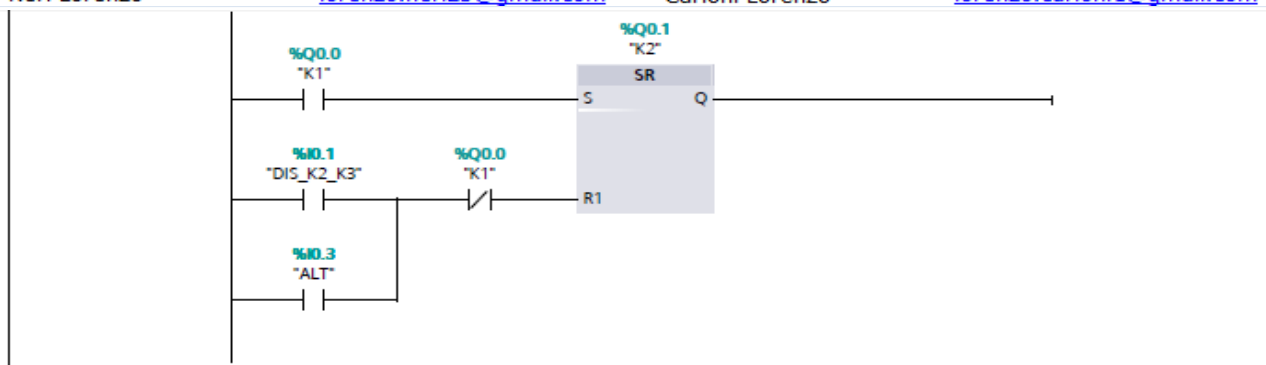 %Q0.1
"K2"
%Q0.0
"K1"
SR
S Q
%I0.1 %Q0.0
"DIS_K2_K3" "K1"
R1
%I0.3
"ALT"